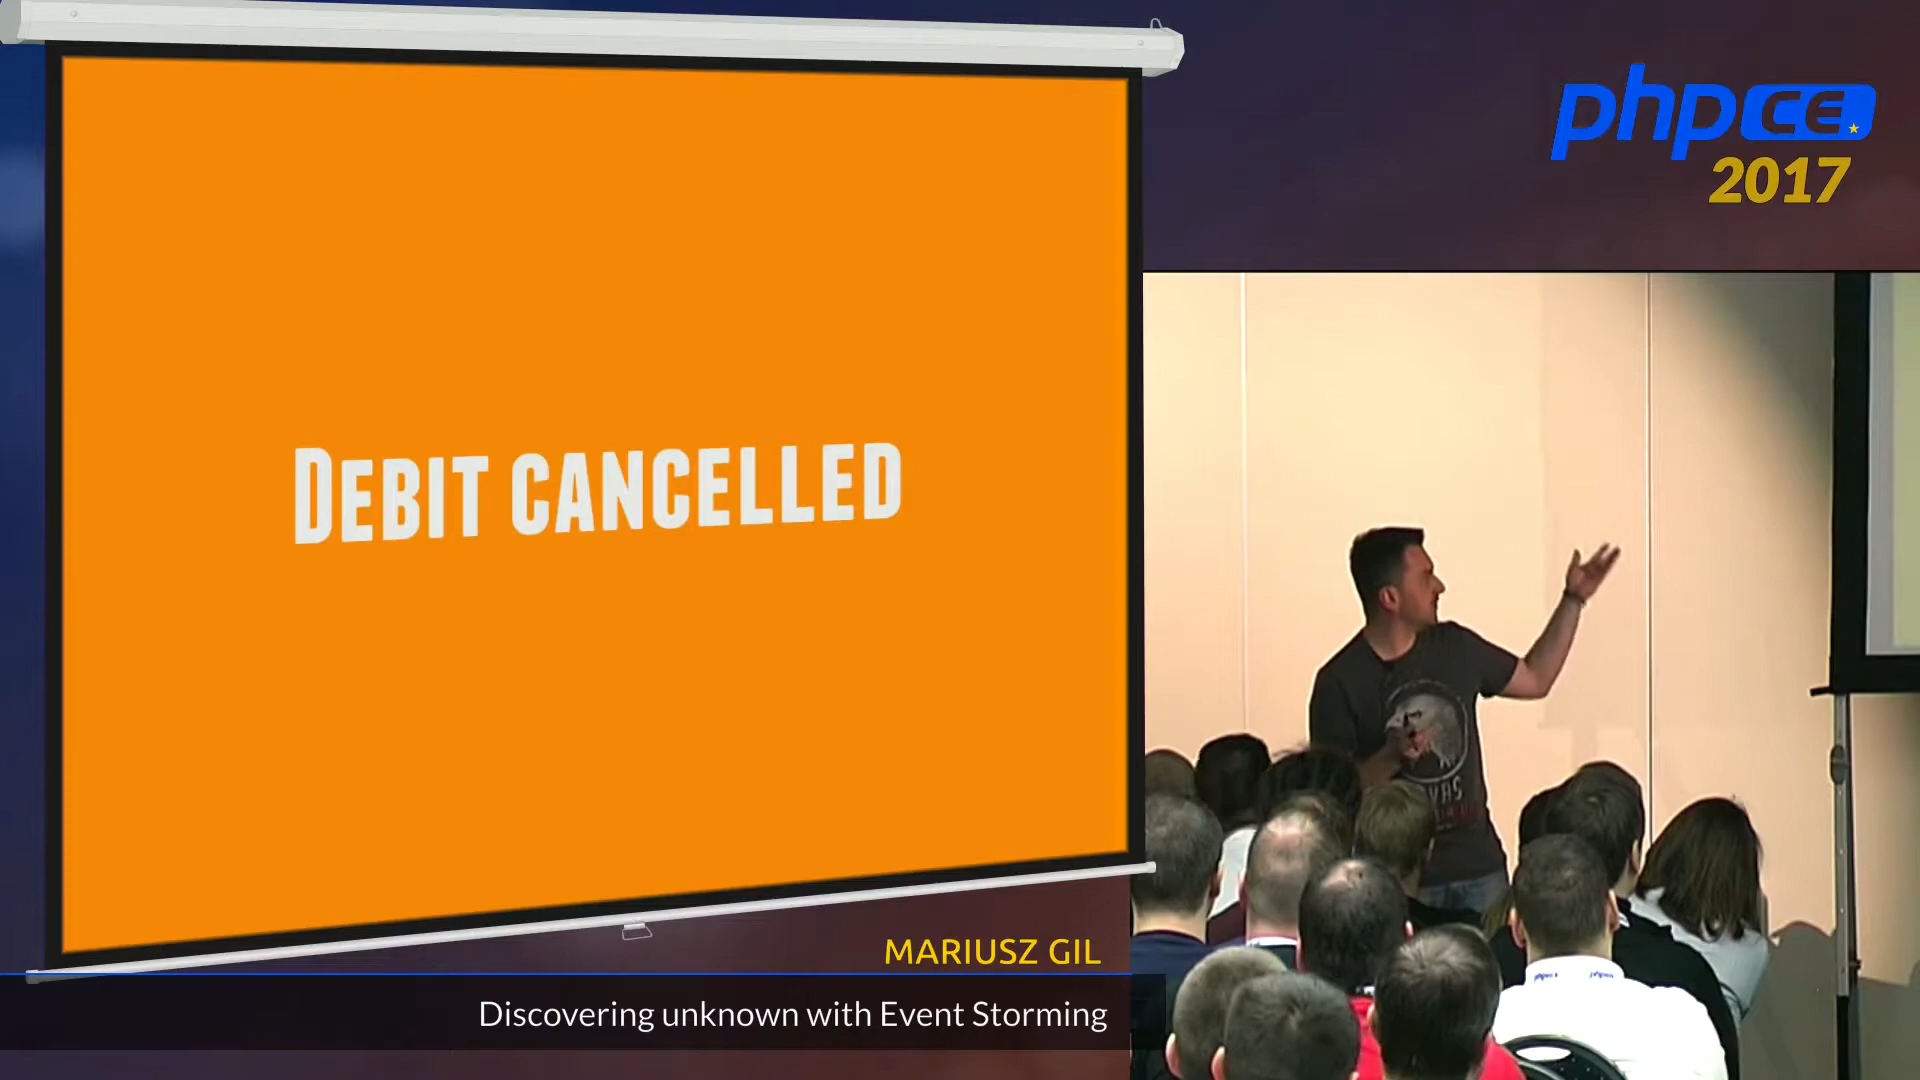 phpCE.
2017
DEBIT CANCELLED
MARIUSZ GIL
Discovering unknown with Event Storming